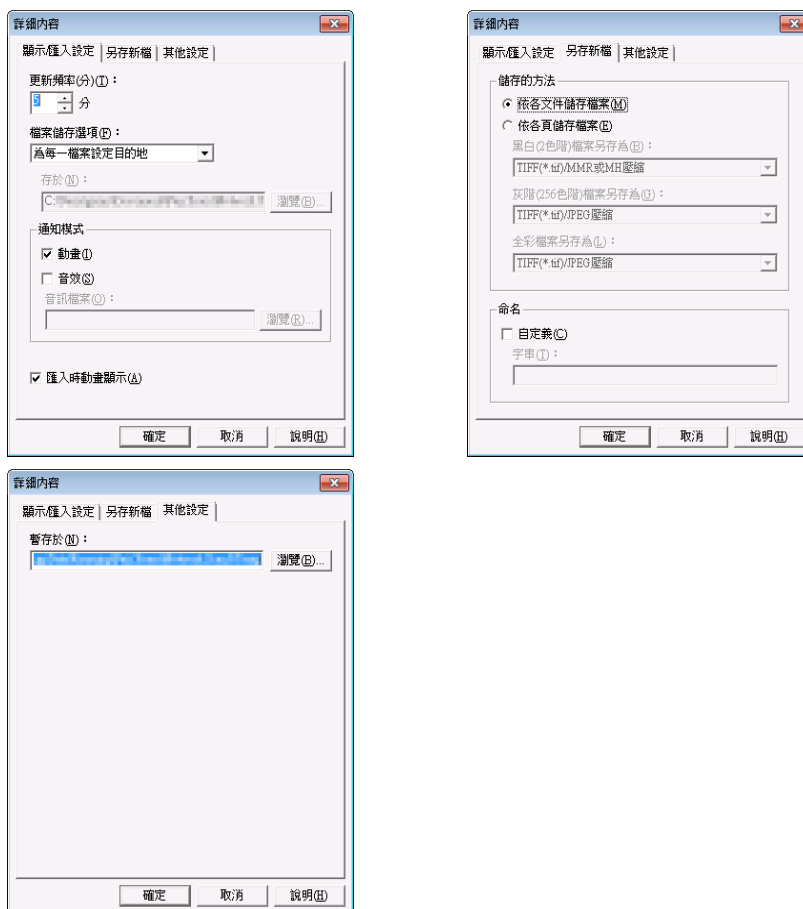 詳細內容
顯示/匯入設定 另存新檔 其他設定
更新頻率(分)(T)：
5 分
檔案儲存選項(F)：
為每一檔案設定目的地
存於(N)：
C: 瀏覽(B)...
通知模式
動畫(I)
音效(S)
音訊檔案(O)：
瀏覽(R)...
匯入時動畫顯示(A)
確定 取消 說明(H)
詳細內容
顯示/匯入設定 另存新檔 其他設定
儲存的方法
依各文件儲存檔案(M)
依各頁儲存檔案(E)
黑白(2色階)檔案另存為(B)：
TIFF(*.tif)/MMR或MH壓縮
灰階(256色階)檔案另存為(G)：
TIFF(*.tif)/JPEG壓縮
全彩檔案另存為(L)：
TIFF(*.tif)/JPEG壓縮
命名
自定義(C)
字串(T)：
確定 取消 說明(H)
詳細內容
顯示/匯入設定 另存新檔 其他設定
暫存於(N)：
瀏覽(B)...
確定 取消 說明(H)